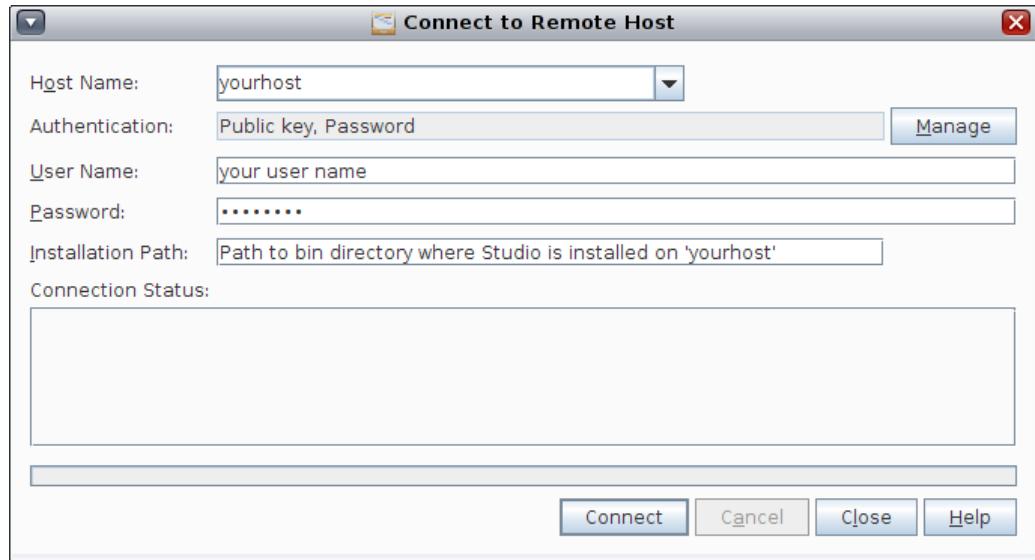 Connect to Remote Host
Host Name: yourhost
Authentication: Public key, Password Manage
User Name: your user name
Password: ••••••••
Installation Path: Path to bin directory where Studio is installed on 'yourhost'
Connection Status:
Connect Cancel Close Help